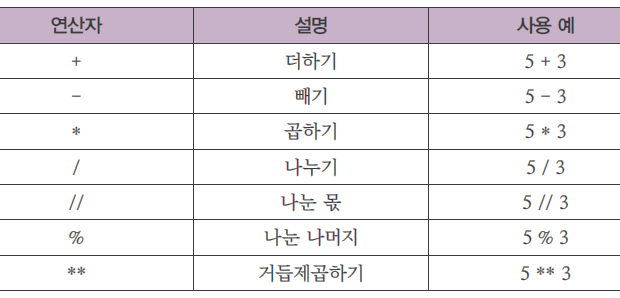 연산자 설명 사용 예
+ 더하기 5 + 3
− 빼기 5 − 3
* 곱하기 5 * 3
/ 나누기 5 / 3
// 나눈 몫 5 // 3
% 나눈 나머지 5 % 3
** 거듭제곱하기 5 ** 3